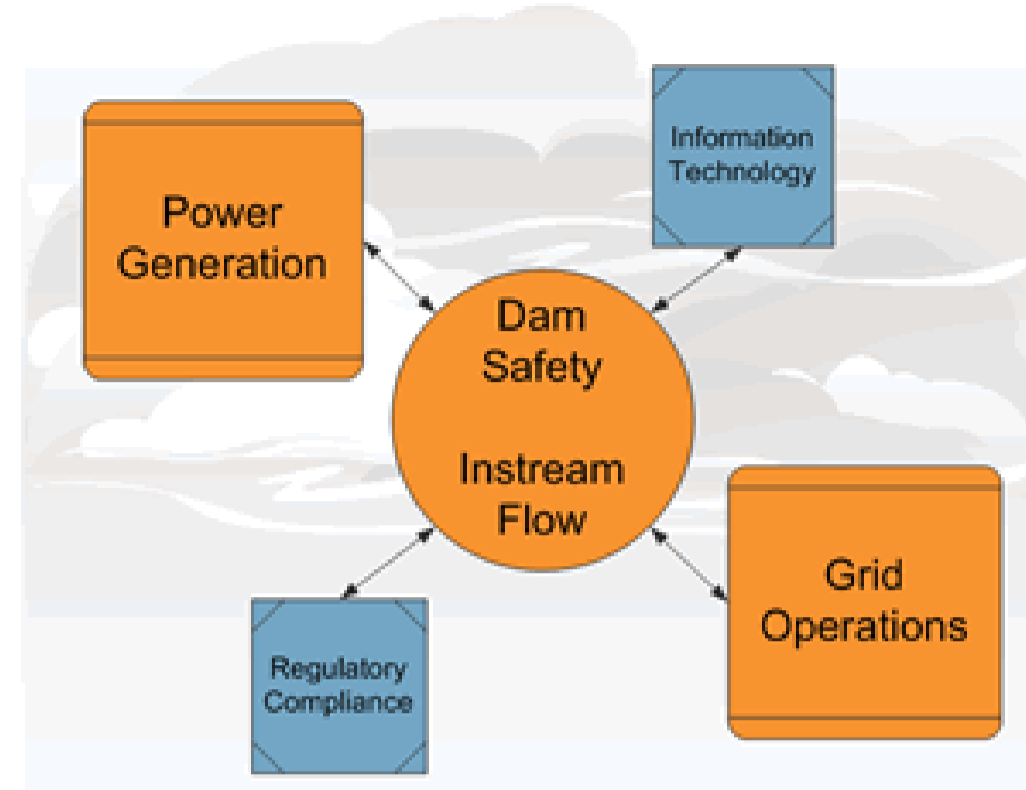 Information
Technology
Power
Generation
Dam
Safety
Instream
Flow
Grid
Operations
Regulatory
Compliance